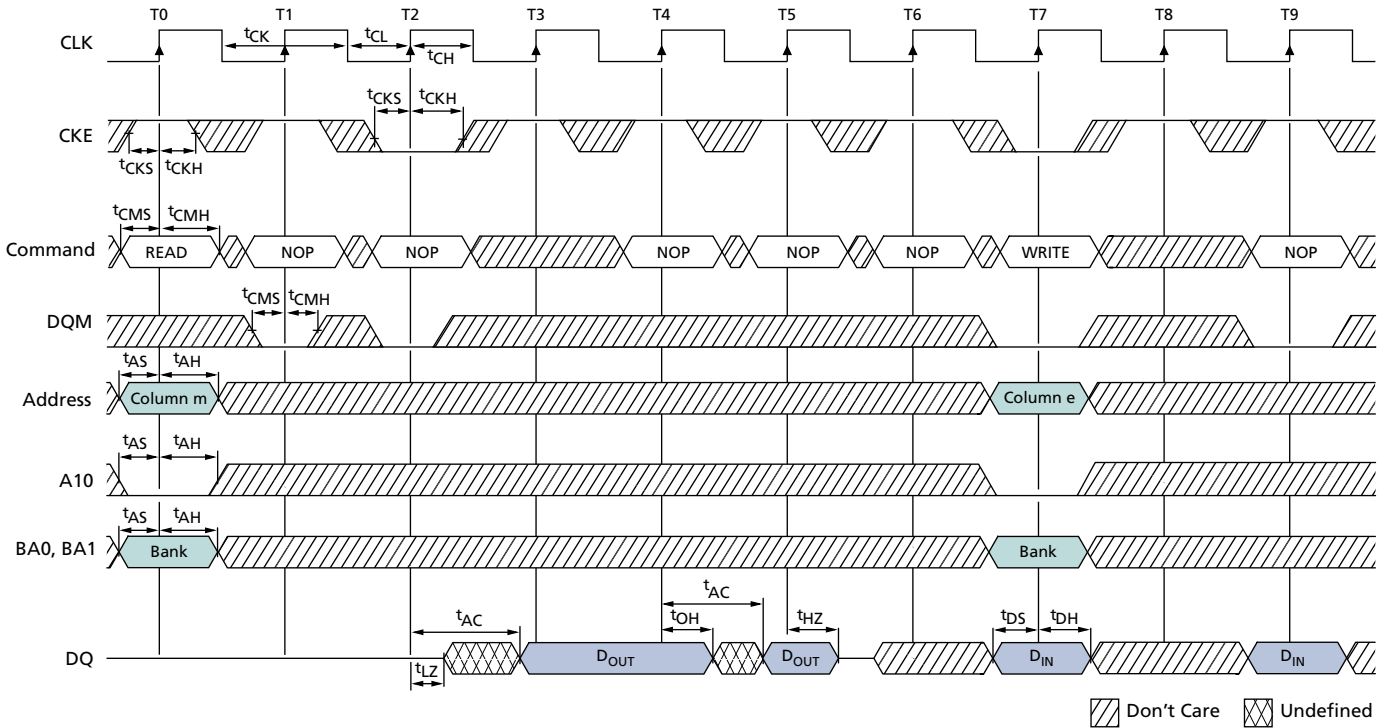 T0 T1 T2 T3 T4 T5 T6 T7 T8 T9
CLK
tCK tCL
tCH
tCKS tCKH
CKE
tCKS tCKH
tCMS tCMH
Command READ NOP NOP NOP NOP NOP WRITE NOP
tCMS tCMH
DQM
tAS tAH
Address Column m Column e
tAS tAH
A10
tAS tAH
BA0, BA1 Bank Bank
tAC
tAC tOH tHZ tDS tDH
DQ DOUT DOUT DIN DIN
tLZ
Don't Care Undefined